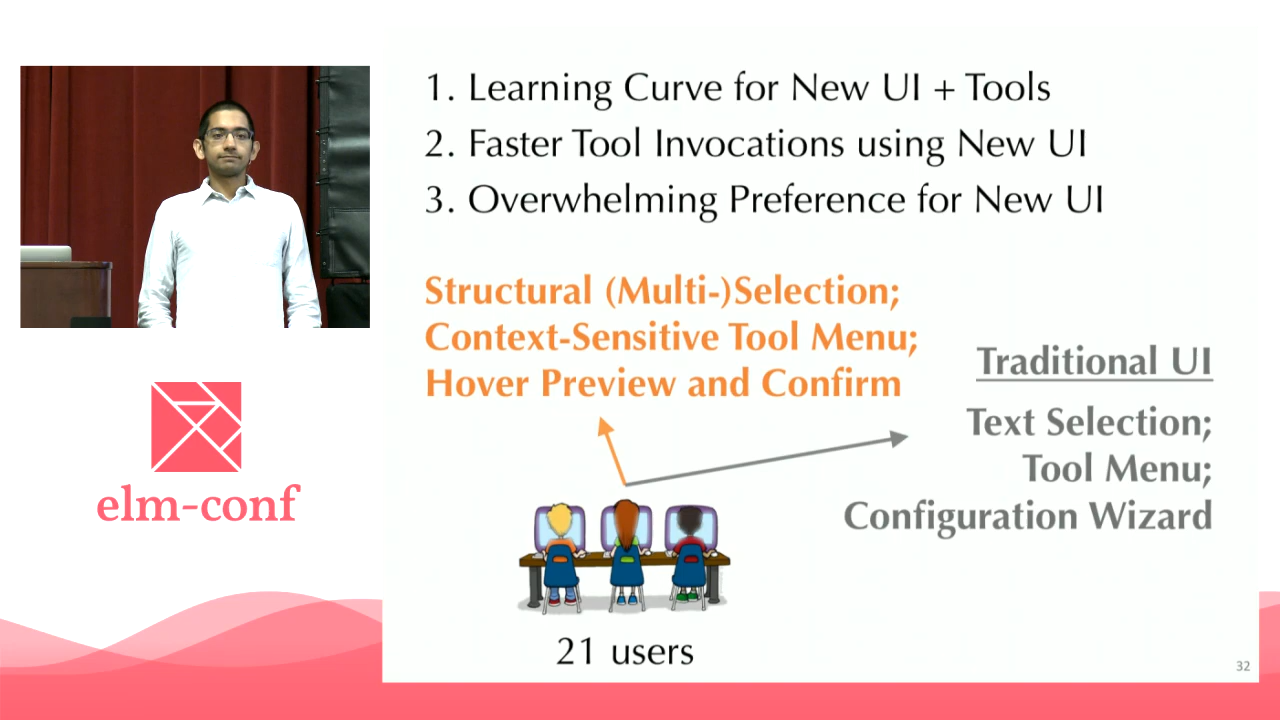 1. Learning Curve for New UI + Tools
2. Faster Tool Invocations using New UI
3. Overwhelming Preference for New UI
Structural (Multi-)Selection;
Context-Sensitive Tool Menu;
Hover Preview and Confirm
Traditional UI
Text Selection;
Tool Menu;
Configuration Wizard
21 users
32
elm-conf